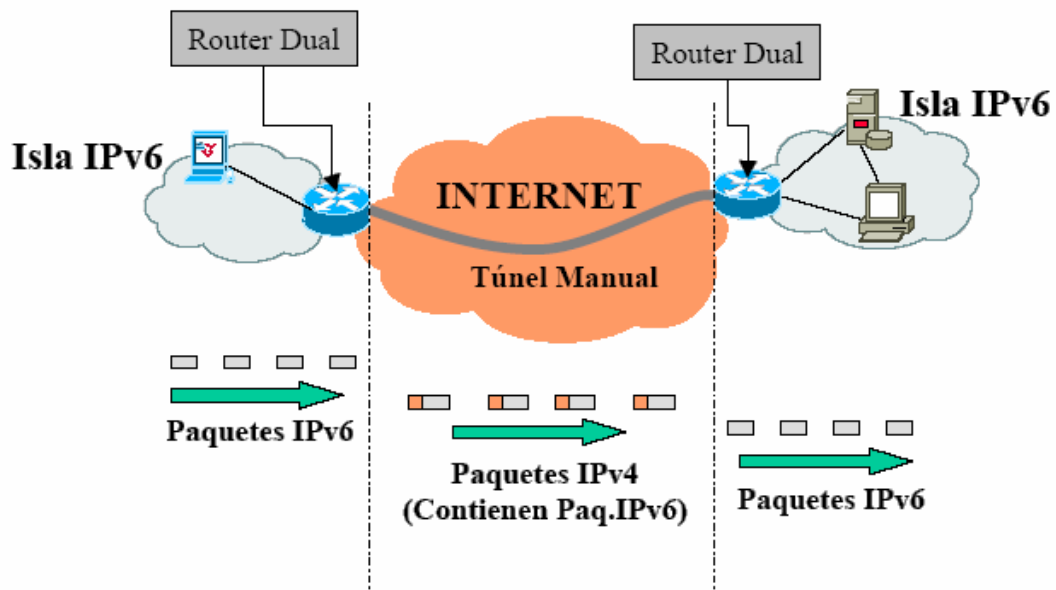 Router Dual
Router Dual
Isla IPv6
Isla IPv6
INTERNET
Túnel Manual
Paquetes IPv6
Paquetes IPv4
(Contienen Paq.IPv6)
Paquetes IPv6